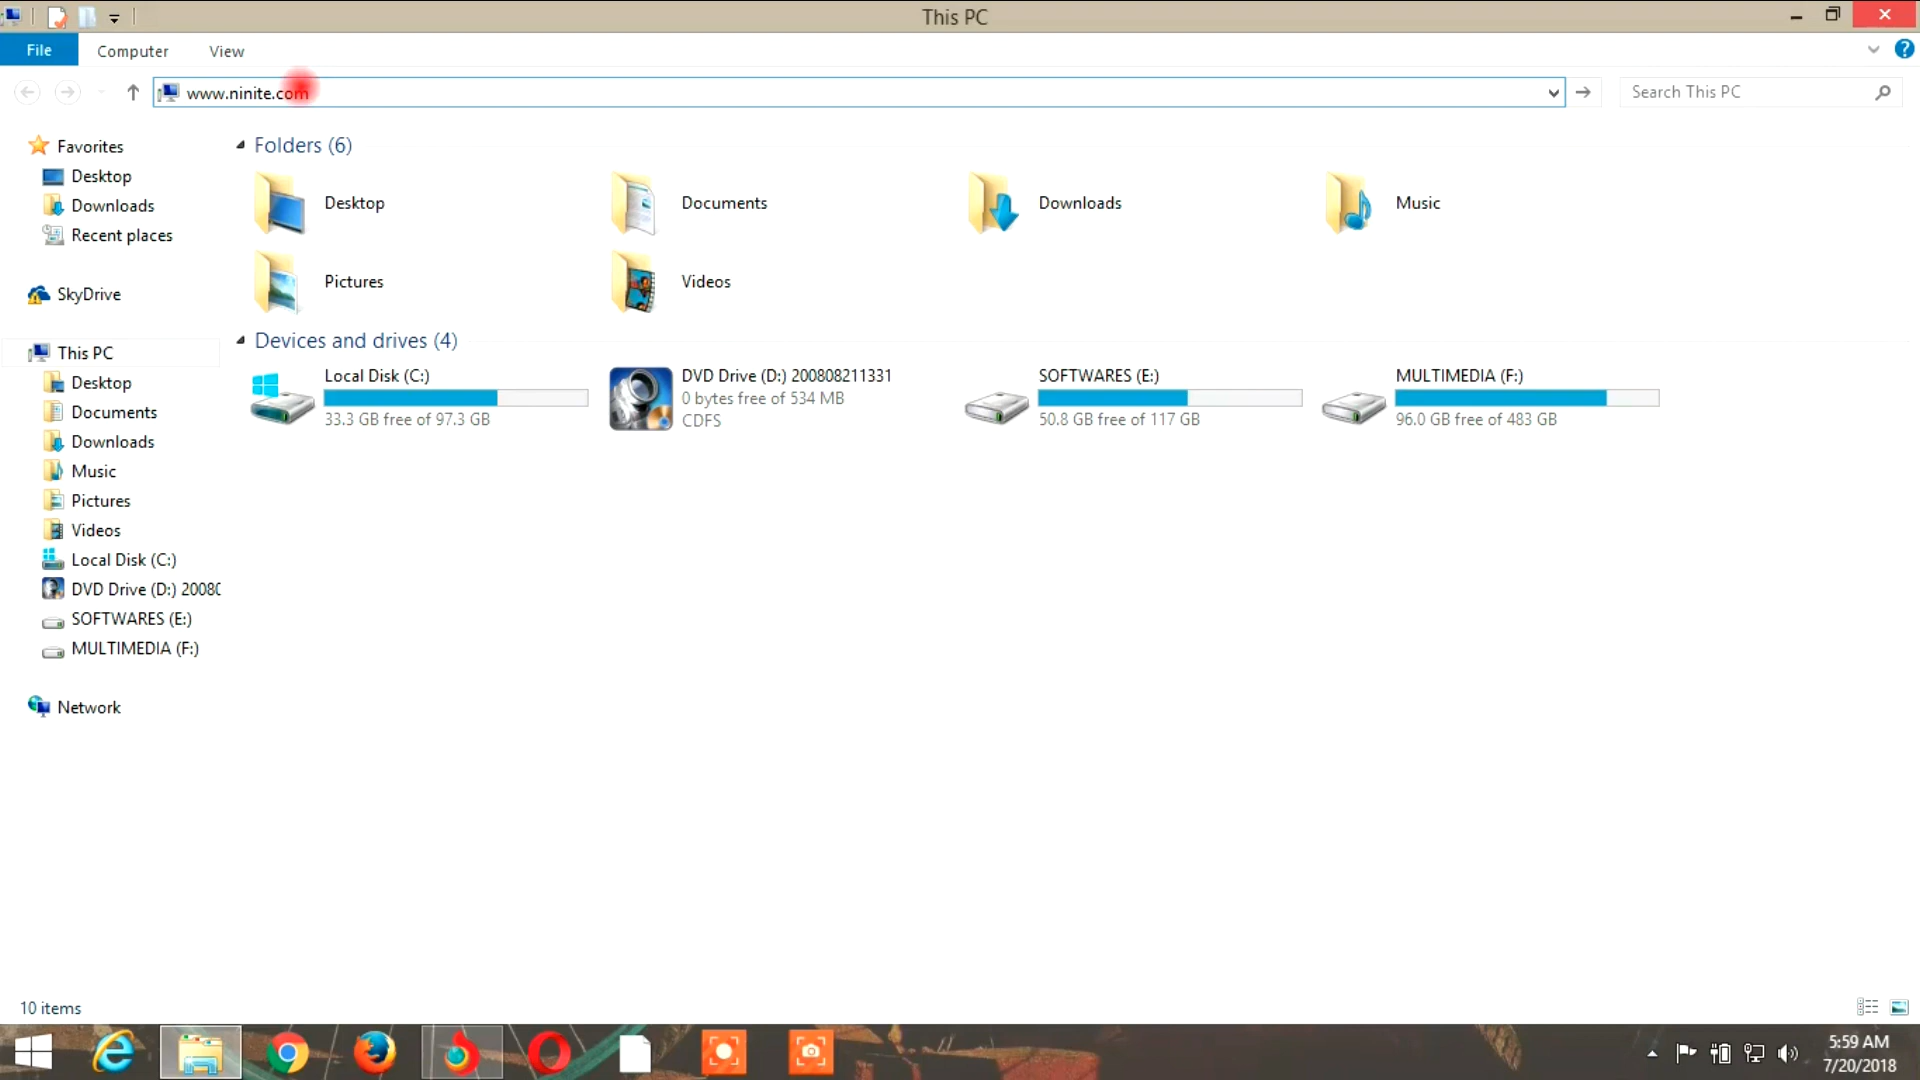 This PC
File
Computer
View
www.ninite.com
Search This PC
Favorites
Desktop
Downloads
Recent places
SkyDrive
This PC
Desktop
Documents
Downloads
Music
Pictures
Videos
Local Disk (C:)
DVD Drive (D:) 20080
SOFTWARES (E:)
MULTIMEDIA (F:)
Network
Folders (6)
Desktop
Documents
Downloads
Music
Pictures
Videos
Devices and drives (4)
Local Disk (C:)
33.3 GB free of 97.3 GB
DVD Drive (D:) 200808211331
0 bytes free of 534 MB
CDFS
SOFTWARES (E:)
50.8 GB free of 117 GB
MULTIMEDIA (F:)
96.0 GB free of 483 GB
10 items
5:59 AM
7/20/2018